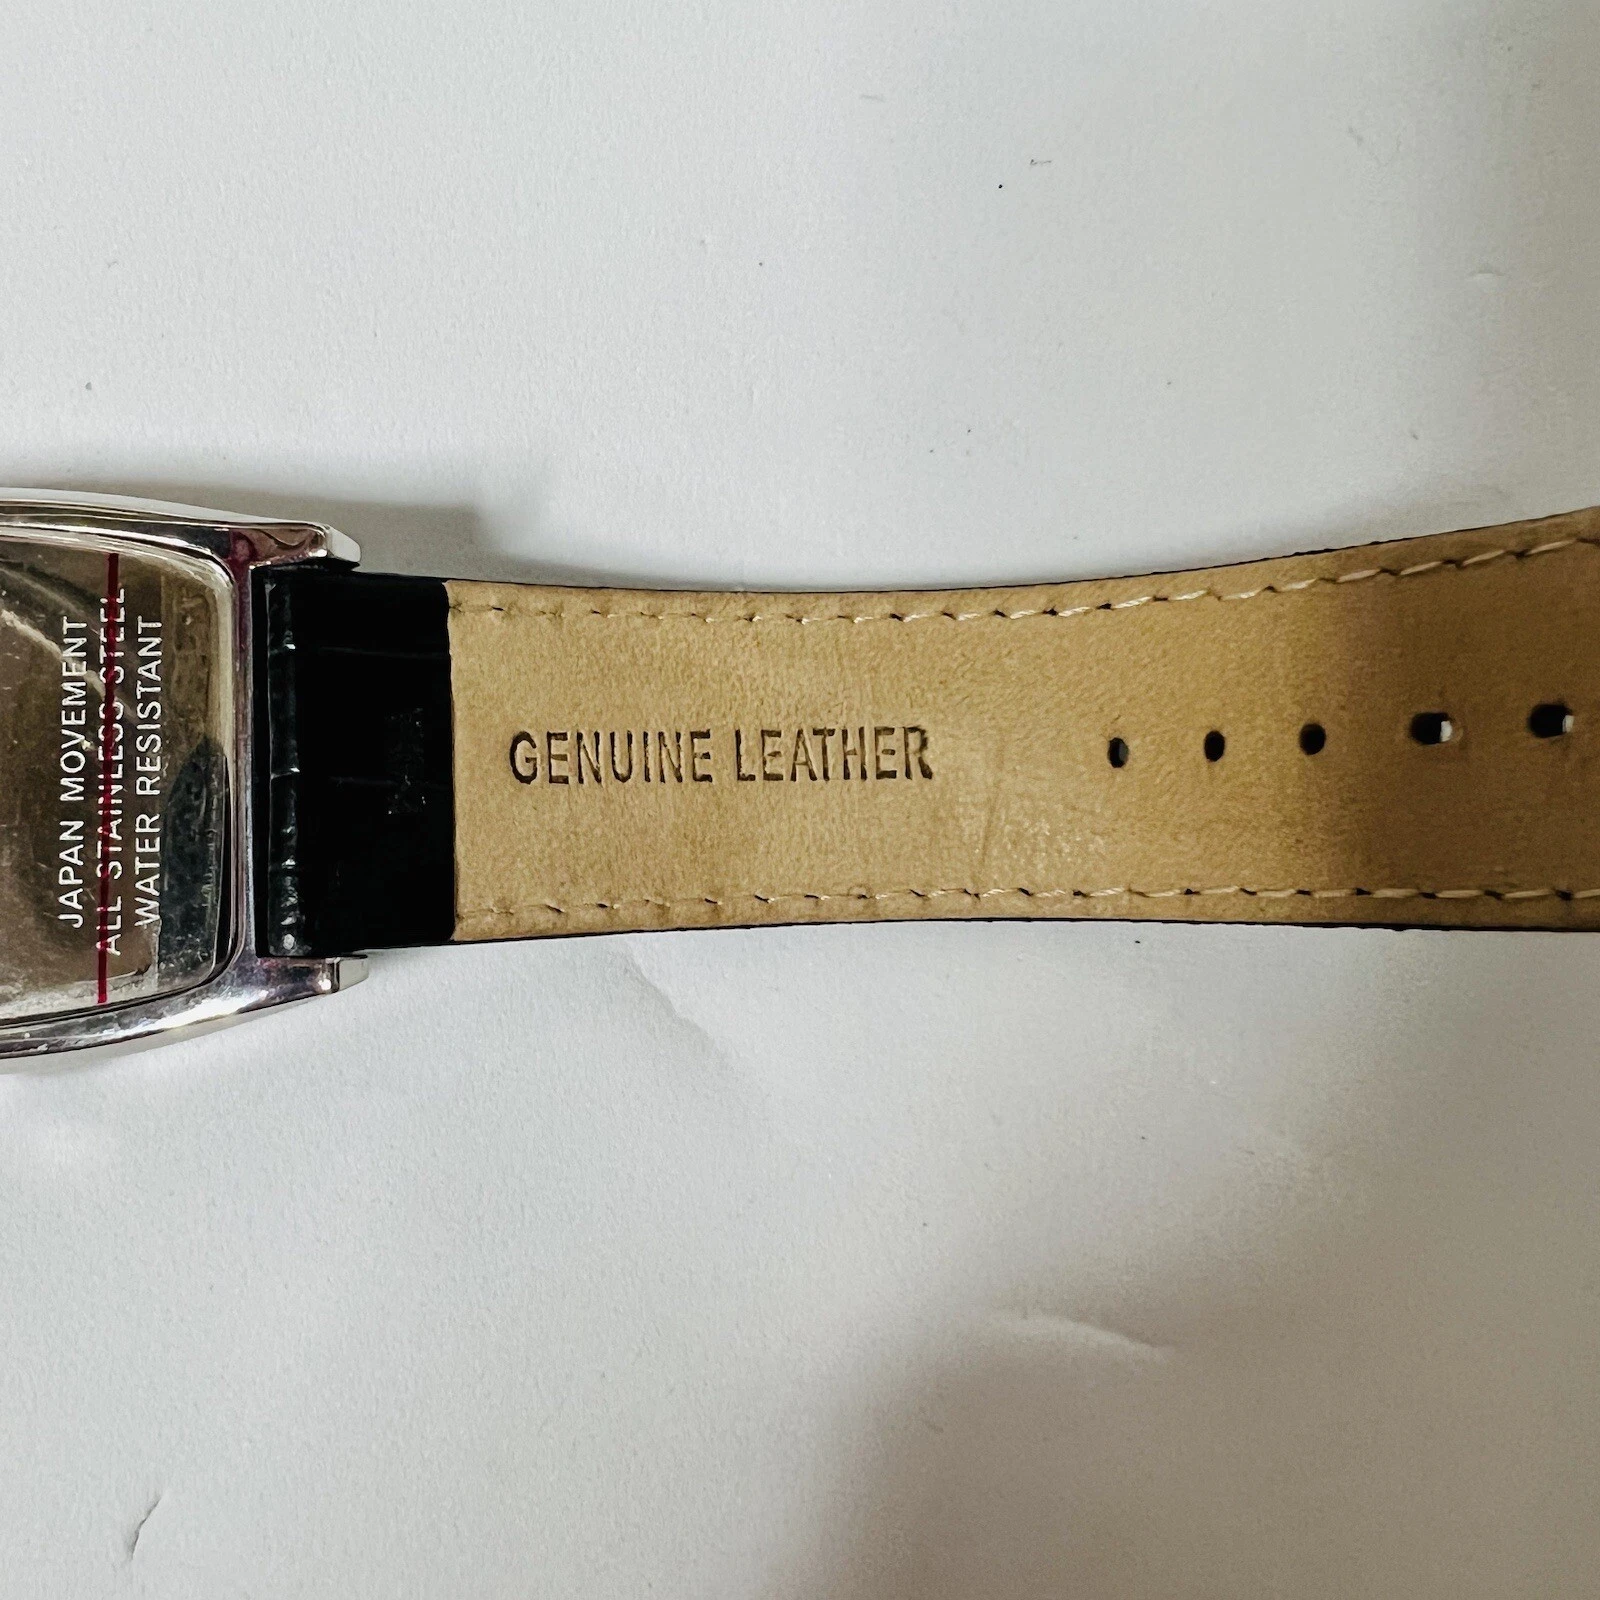 JAPAN MOVEMENT
ALL STAINLESS STEEL
WATER RESISTANT
GENUINE LEATHER